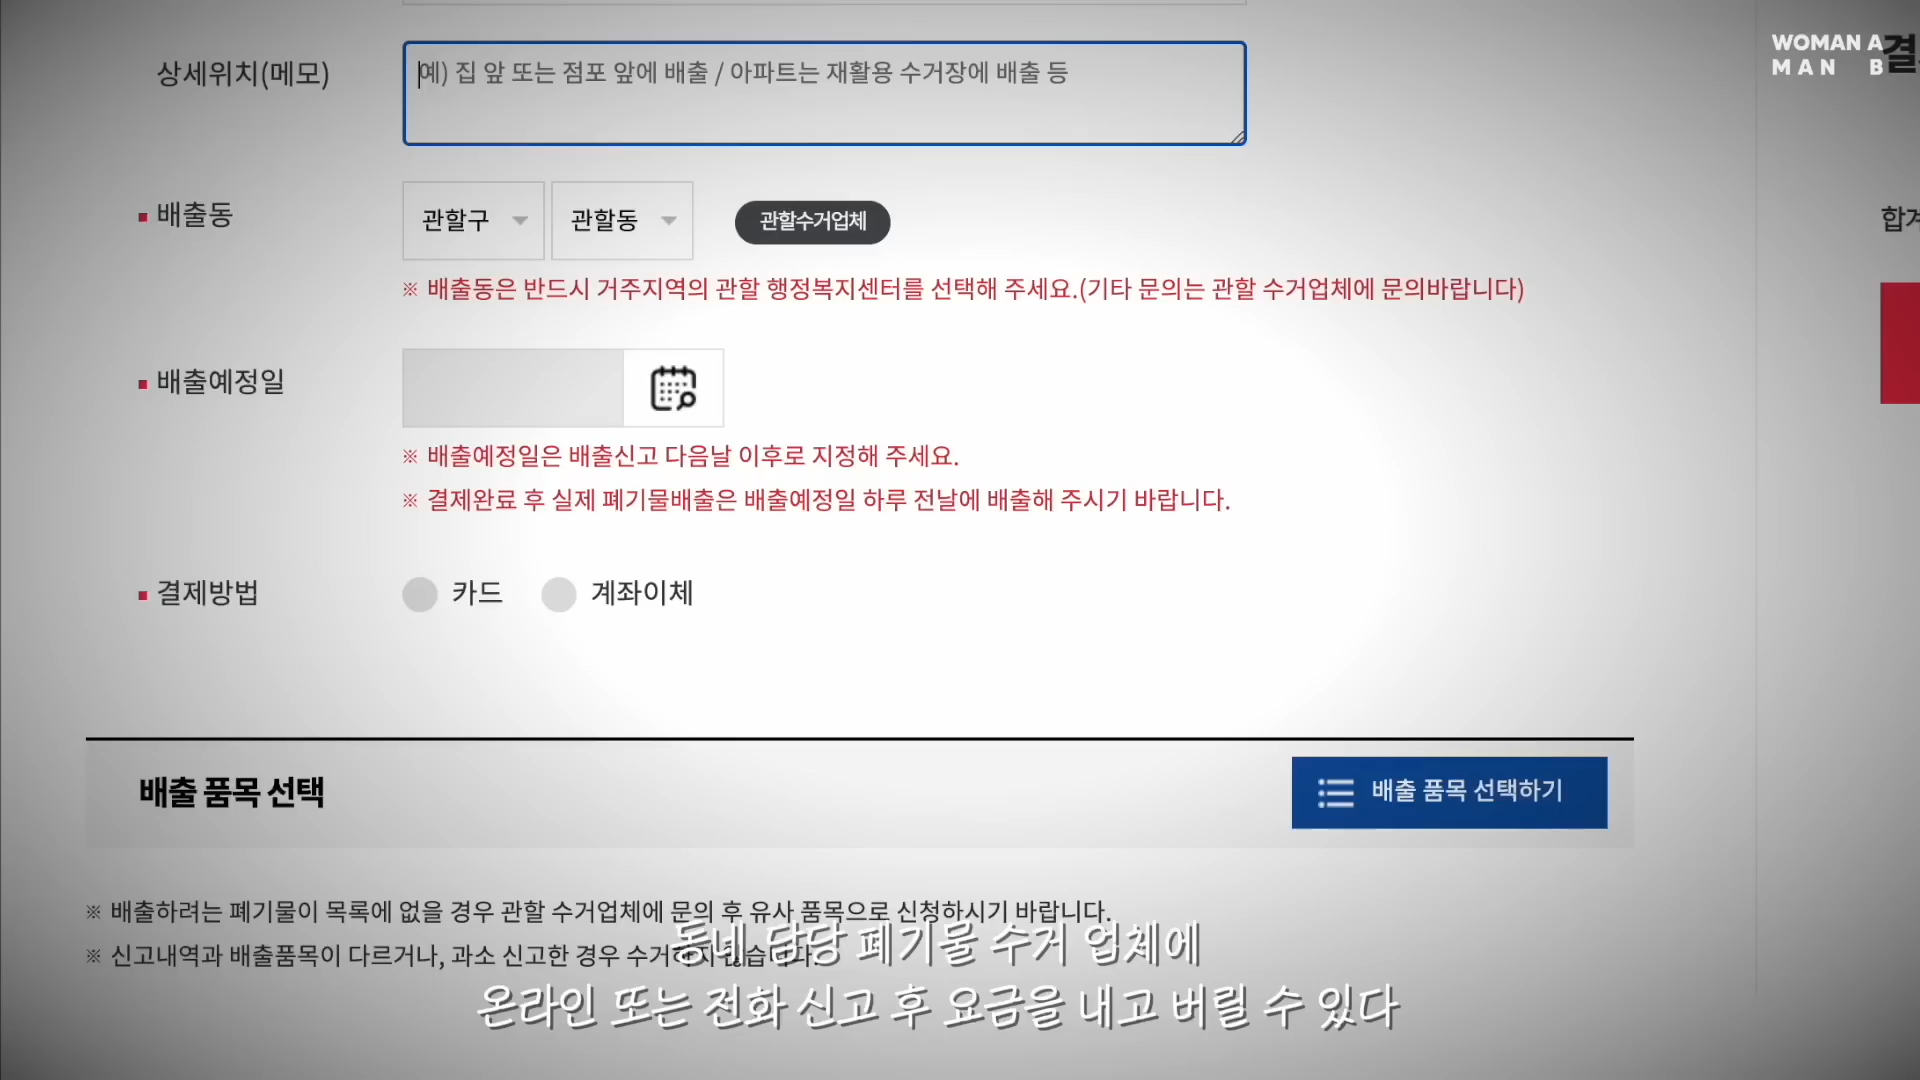 상세위치(메모)
예) 집 앞 또는 점포 앞에 배출 / 아파트는 재활용 수거장에 배출 등
WOMAN A
MAN B
결
배출동
관할구
관할동
관할수거업체
합계
※ 배출동은 반드시 거주지역의 관할 행정복지센터를 선택해 주세요.(기타 문의는 관할 수거업체에 문의바랍니다)
배출예정일
※ 배출예정일은 배출신고 다음날 이후로 지정해 주세요.
※ 결제완료 후 실제 폐기물배출은 배출예정일 하루 전날에 배출해 주시기 바랍니다.
결제방법
카드
계좌이체
배출 품목 선택
배출 품목 선택하기
※ 배출하려는 폐기물이 목록에 없을 경우 관할 수거업체에 문의 후 유사 품목으로 신청하시기 바랍니다.
※ 신고내역과 배출품목이 다르거나, 과소 신고한 경우 수거하지 않습니다.
동네 담당 폐기물 수거 업체에
온라인 또는 전화 신고 후 요금을 내고 버릴 수 있다